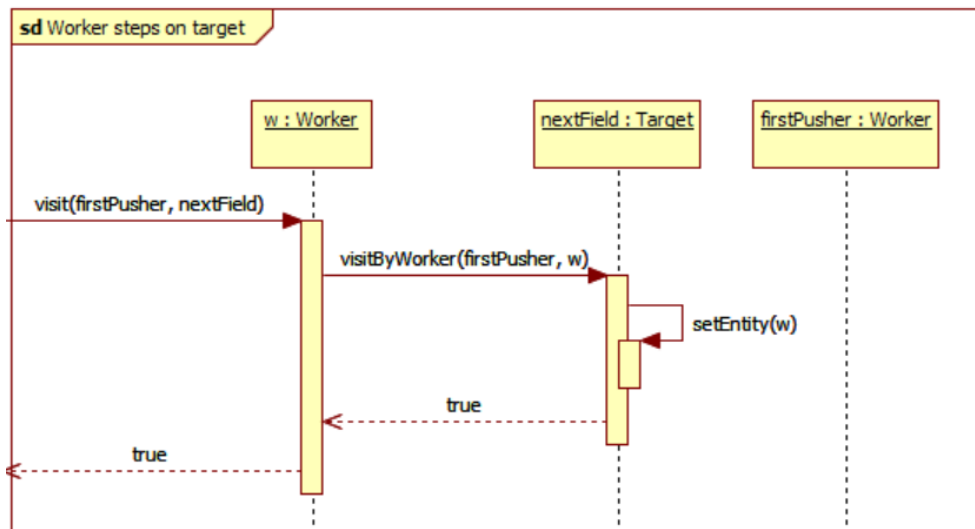 sd Worker steps on target
w : Worker
nextField : Target
firstPusher : Worker
visit(firstPusher, nextField)
visitByWorker(firstPusher, w)
setEntity(w)
true
true